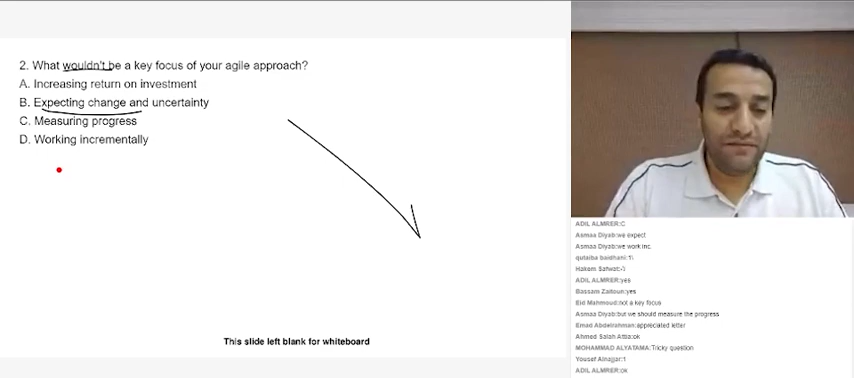 2. What wouldn't be a key focus of your agile approach?
A. Increasing return on investment
B. Expecting change and uncertainty
C. Measuring progress
D. Working incrementally
This slide left blank for whiteboard
ADIL ALMRER:C
Asmaa Diyab:we expect
Asmaa Diyab:we work inc.
qutaiba baidhani:1\
Hakem Safwat:-\
ADIL ALMRER:yes
Bassam Zaitoun:yes
Eid Mahmoud:not a key focus
Asmaa Diyab:but we should measure the progress
Emad Abdelrahman:appreciated letter
Ahmed Salah Attia:ok
MOHAMMAD ALYATAMA:Tricky question
Yousef Alnajjar:1
ADIL ALMRER:ok